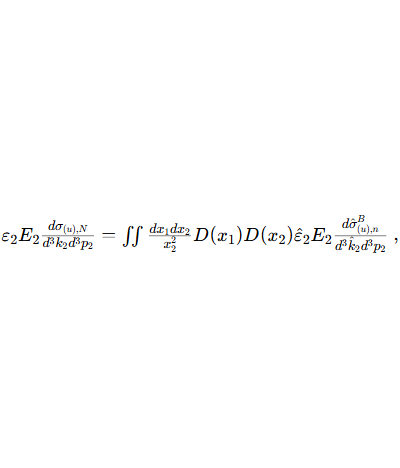 $\varepsilon_2 E_2 \frac{d\sigma_{(u),N}}{d^3k_2 d^3p_2} = \iint \frac{dx_1 dx_2}{x_2^2} D(x_1) D(x_2) \hat{\varepsilon}_2 E_2 \frac{d\hat{\sigma}^B_{(u),n}}{d^3\hat{k}_2 d^3p_2} \ ,$